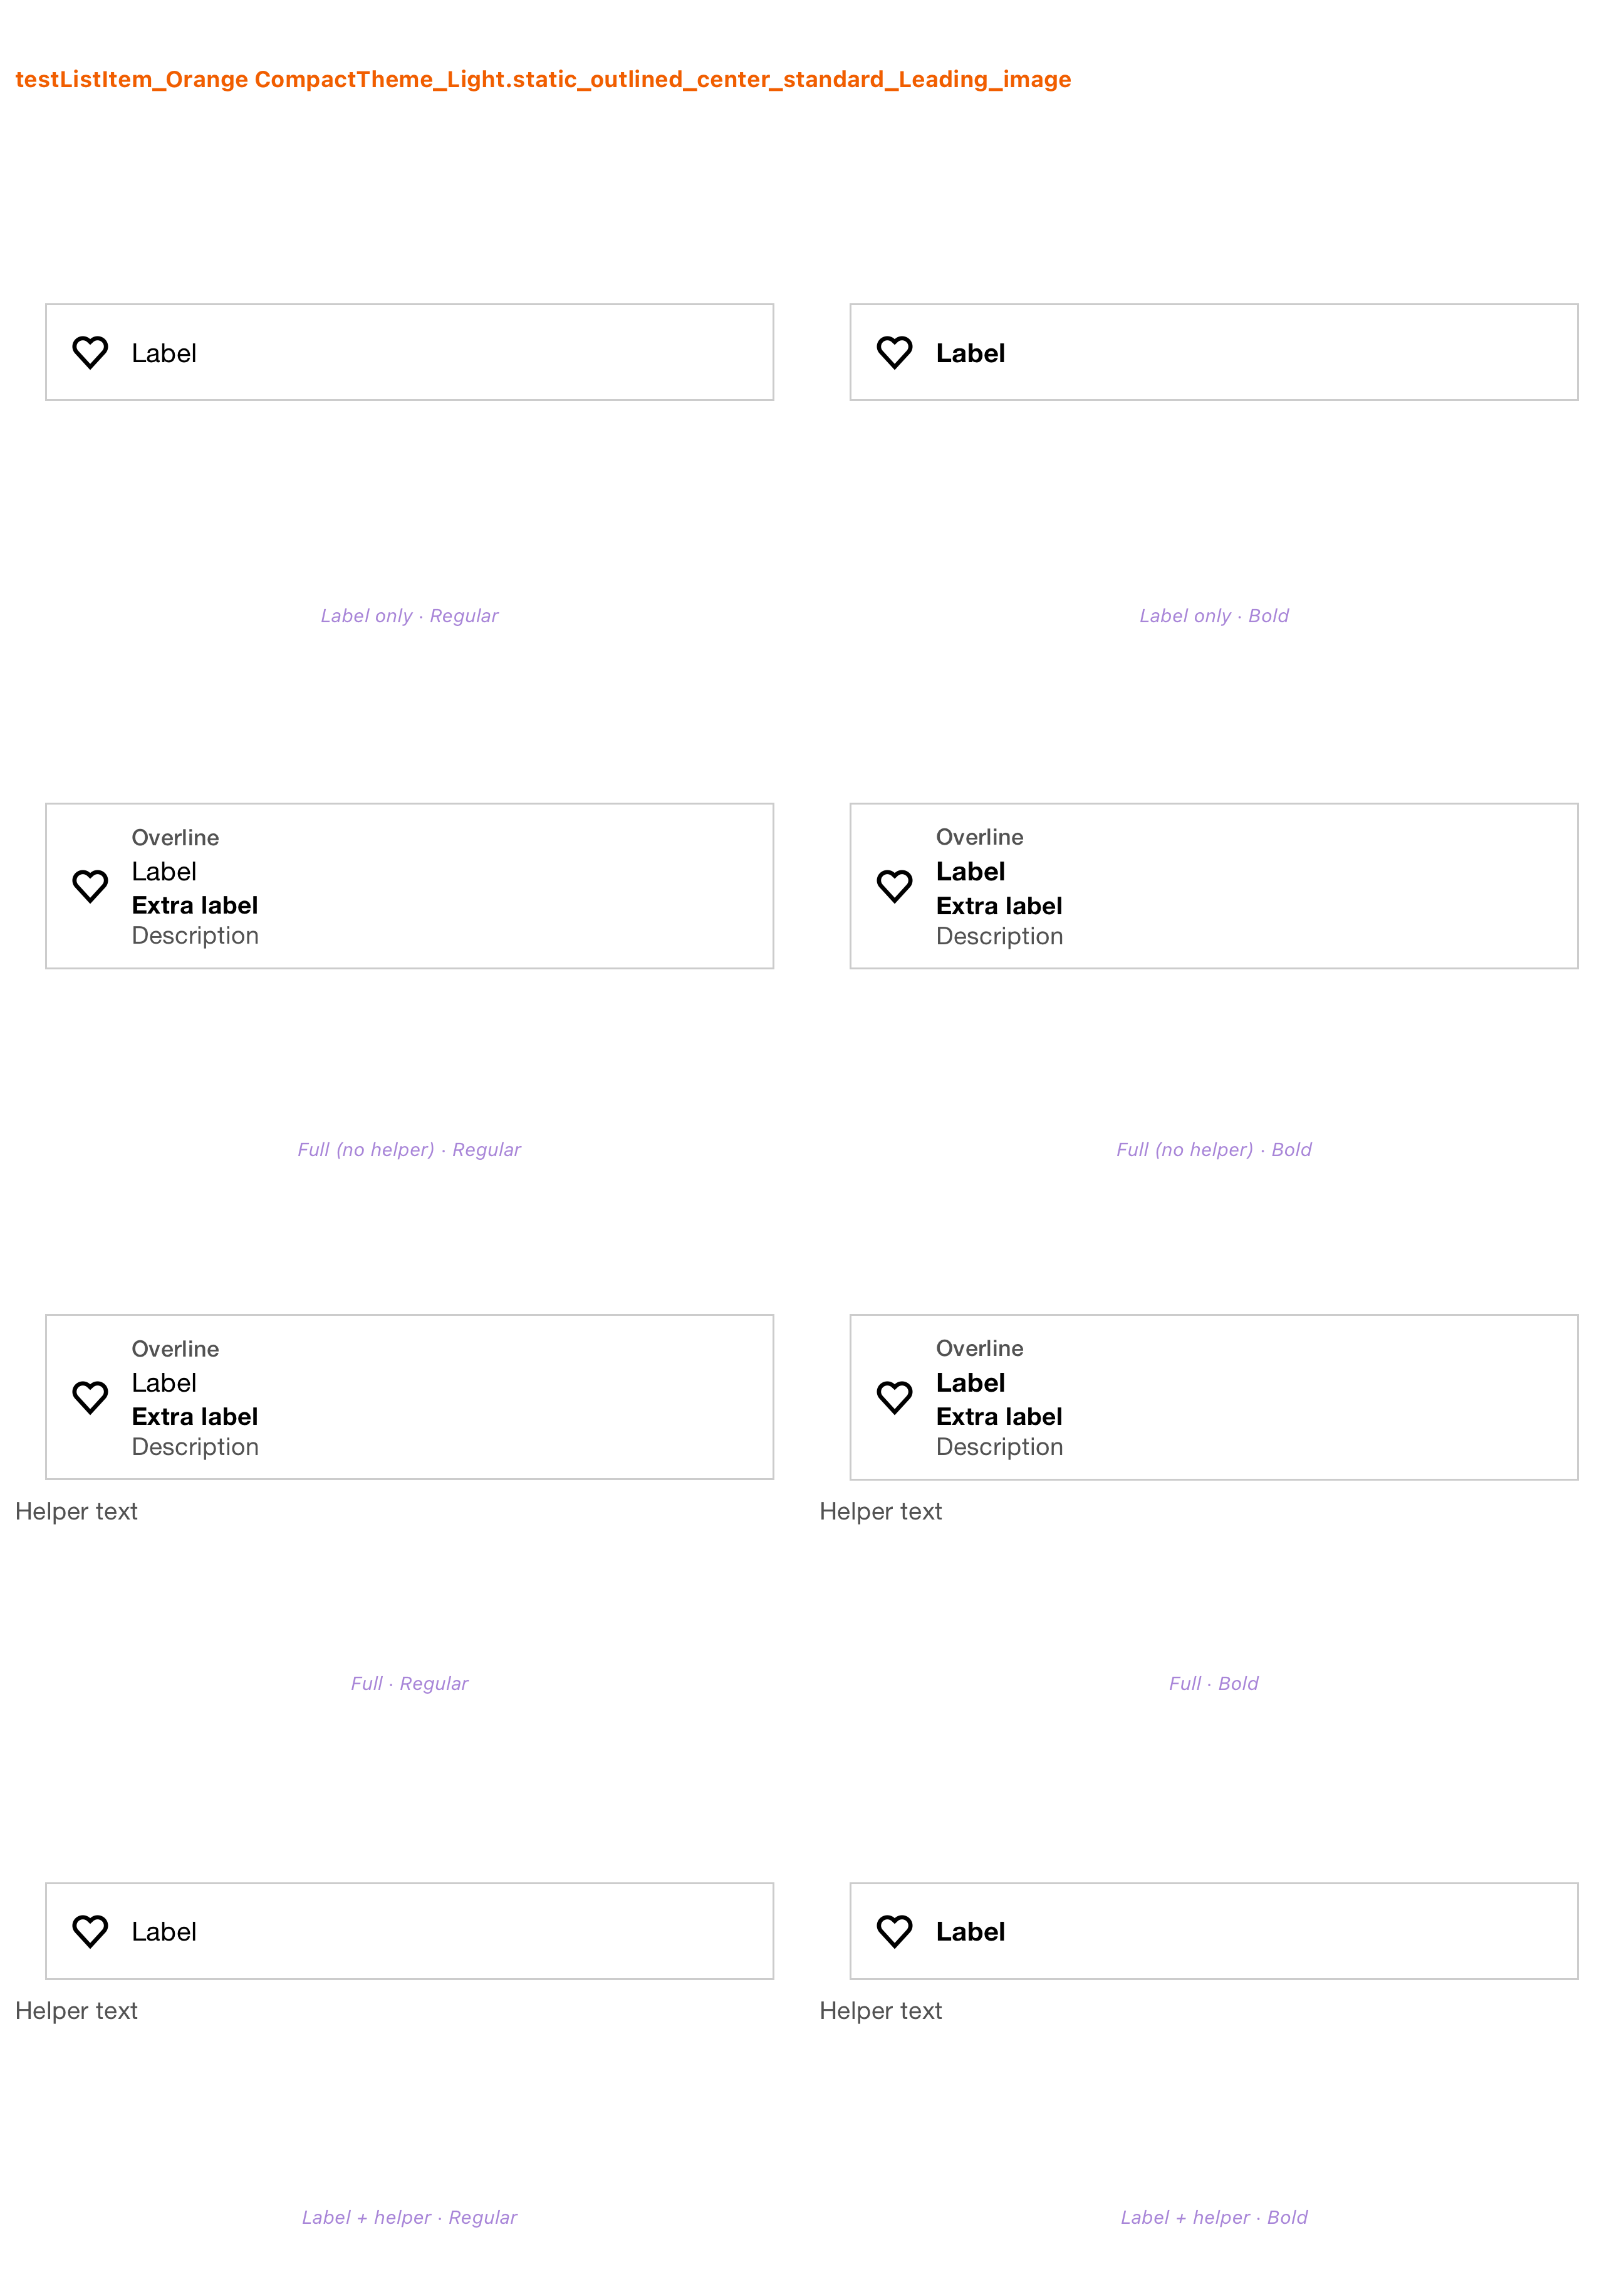 testListItem_Orange CompactTheme_Light.static_outlined_center_standard_Leading_image
Label
Label
Label only · Regular
Label only · Bold
Overline
Label
Extra label
Description
Overline
Label
Extra label
Description
Full (no helper) · Regular
Full (no helper) · Bold
Overline
Label
Extra label
Description
Helper text
Overline
Label
Extra label
Description
Helper text
Full · Regular
Full · Bold
Label
Helper text
Label
Helper text
Label + helper · Regular
Label + helper · Bold